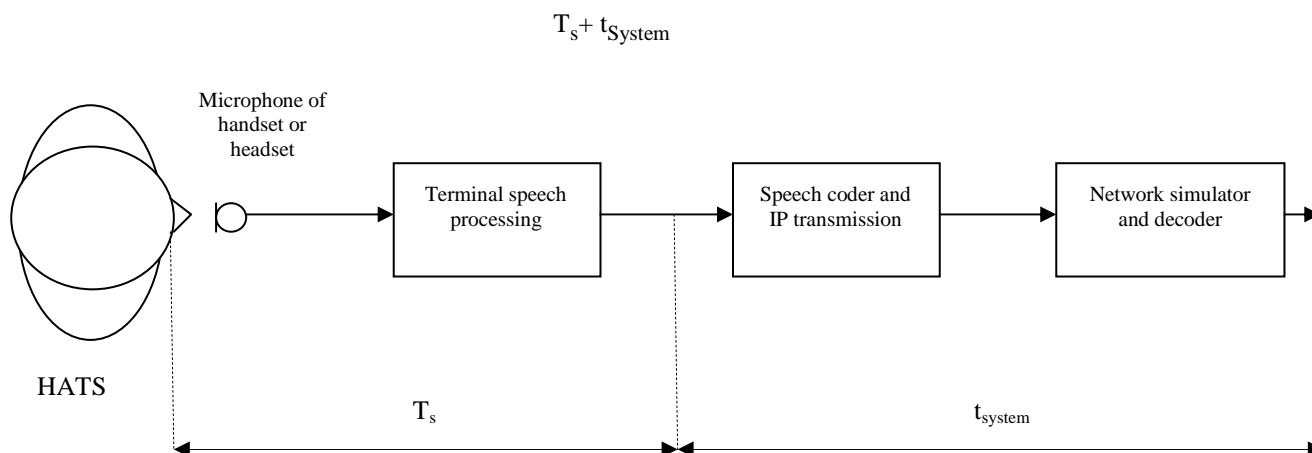 Ts+ tSystem
Microphone of
handset or
headset
Terminal speech
processing
Speech coder and
IP transmission
Network simulator
and decoder
HATS
Ts
tsystem